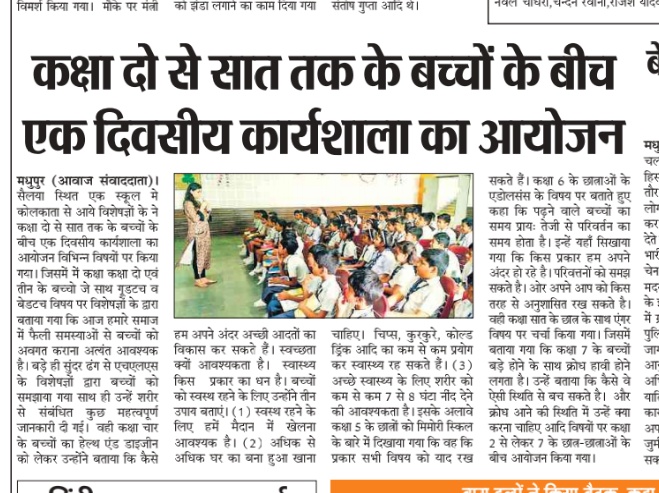 विमर्श किया गया। मौके पर मंत्री
को झंडा लगाने का काम दिया गया
संतोष गुप्ता आदि थे।
कक्षा दो से सात तक के बच्चों के बीच
एक दिवसीय कार्यशाला का आयोजन
मधुपुर (आवाज संवाददाता)।
सैलया स्थित एक स्कूल मे
कोलकाता से आये विशेषज्ञों के ने
कक्षा दो से सात तक के बच्चों के
बीच एक दिवसीय कार्यशाला का
आयोजन विभिन्न विषयों पर किया
गया। जिसमें में कक्षा कक्षा दो एवं
तीन के बच्चो जे साथ गूडटच व
बेडटच विषय पर विशेषज्ञों के द्वारा
बताया गया कि आज हमारे समाज
में फैली समस्याओं से बच्चों को
अवगत कराना अत्यंत आवश्यक
है। बड़े ही सुंदर ढंग से एचएलएस
के विशेषज्ञों द्वारा बच्चों को
समझाया गया साथ ही उन्हें शरीर
से संबंधित कुछ महत्वपूर्ण
जानकारी दी गई। वही कक्षा चार
के बच्चों का हेल्थ एंड डाइजीन
को लेकर उन्होंने बताया कि कैसे
हम अपने अंदर अच्छी आदतों का
विकास कर सकते हैं। स्वच्छता
क्यों आवश्यकता है। स्वास्थ्य
किस प्रकार का धन है। बच्चों
को स्वस्थ रहने के लिए उन्होंने तीन
उपाय बताएं। (1) स्वस्थ रहने के
लिए हमें मैदान में खेलना
आवश्यक है। (2) अधिक से
अधिक घर का बना हुआ खाना
चाहिए। चिप्स, कुरकुरे, कोल्ड
ड्रिंक आदि का कम से कम प्रयोग
कर स्वास्थ्य रह सकते हैं। (3)
अच्छे स्वास्थ्य के लिए शरीर को
कम से कम 7 से 8 घंटा नींद देने
की आवश्यकता है। इसके अलावे
कक्षा 5 के छात्रों को मिमोरी स्किल
के बारे में दिखाया गया कि वह कि
प्रकार सभी विषय को याद रख
सकते हैं। कक्षा 6 के छात्राओं के
एडोलसंस के विषय पर बताते हुए
कहा कि पढ़ने वाले बच्चों का
समय प्रायः तेजी से परिवर्तन का
समय होता है। इन्हें यहाँ सिखाया
गया कि किस प्रकार हम अपने
अंदर हो रहे है। परिवत्तनों को समझ
सकते है। ओर अपने आप को किस
तरह से अनुशासित रख सकते है।
वही कक्षा सात के छात्र के साथ एंगर
विषय पर चर्चा किया गया। जिसमें
बताया गया कि कक्षा 7 के बच्चों
बड़े होने के साथ क्रोध हावी होने
लगता है। उन्हें बताया कि कैसे वे
ऐसी स्थिति से बच सकते है। और
क्रोध आने की स्थिति में उन्हें क्या
करना चाहिए आदि विषयों पर कक्षा
2 से लेकर 7 के छात्र-छात्राओं के
बीच आयोजन किया गया।